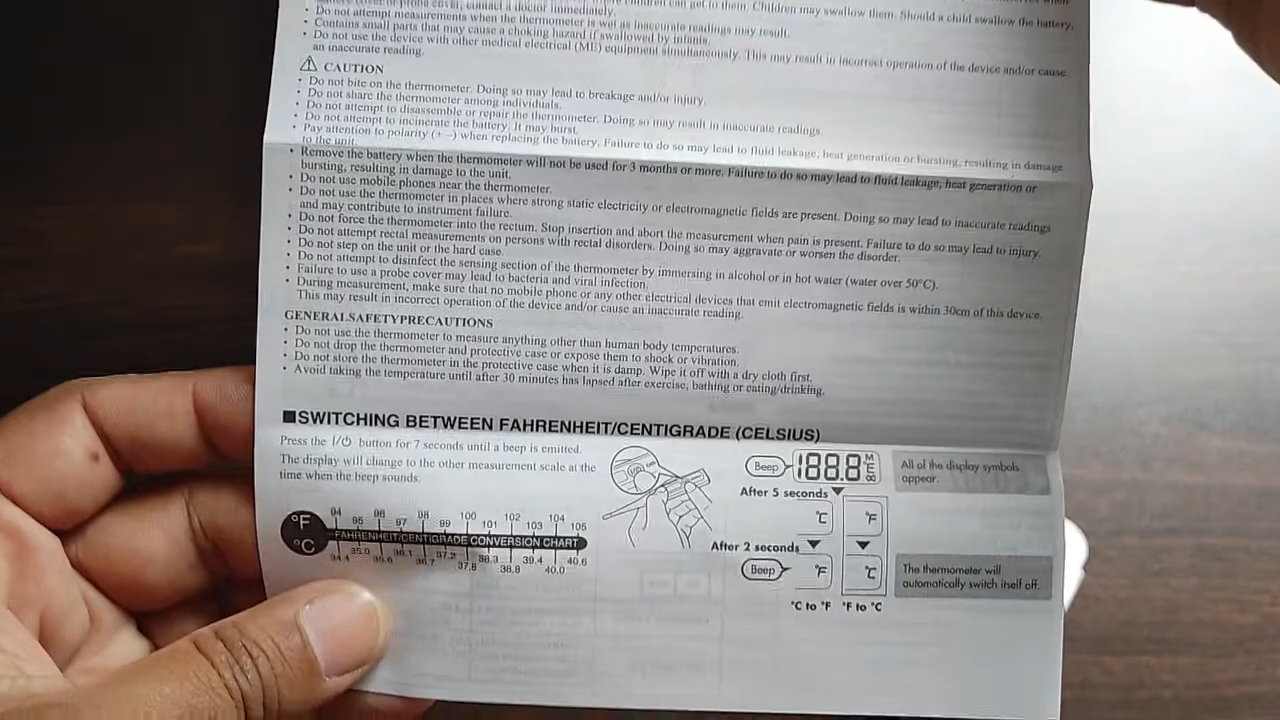 children can get to them. Children may swallow them. Should a child swallow the battery,
battery cover or probe cover, contact a doctor immediately.
• Do not attempt measurements when the thermometer is wet as inaccurate readings may result.
• Contains small parts that may cause a choking hazard if swallowed by infants.
• Do not use the device with other medical electrical (ME) equipment simultaneously. This may result in incorrect operation of the device and/or cause
an inaccurate reading.
⚠ CAUTION
• Do not bite on the thermometer. Doing so may lead to breakage and/or injury.
• Do not share the thermometer among individuals.
• Do not attempt to disassemble or repair the thermometer. Doing so may result in inaccurate readings.
• Do not attempt to incinerate the battery. It may burst.
• Pay attention to polarity (+ –) when replacing the battery. Failure to do so may lead to fluid leakage, heat generation or bursting, resulting in damage
to the unit.
• Remove the battery when the thermometer will not be used for 3 months or more. Failure to do so may lead to fluid leakage, heat generation or
bursting, resulting in damage to the unit.
• Do not use mobile phones near the thermometer.
• Do not use the thermometer in places where strong static electricity or electromagnetic fields are present. Doing so may lead to inaccurate readings
and may contribute to instrument failure.
• Do not force the thermometer into the rectum. Stop insertion and abort the measurement when pain is present. Failure to do so may lead to injury.
• Do not attempt rectal measurements on persons with rectal disorders. Doing so may aggravate or worsen the disorder.
• Do not step on the unit or the hard case.
• Do not attempt to disinfect the sensing section of the thermometer by immersing in alcohol or in hot water (water over 50°C).
• Failure to use a probe cover may lead to bacteria and viral infection.
• During measurement, make sure that no mobile phone or any other electrical devices that emit electromagnetic fields is within 30cm of this device.
This may result in incorrect operation of the device and/or cause an inaccurate reading.
GENERALSAFETYPRECAUTIONS
• Do not use the thermometer to measure anything other than human body temperatures.
• Do not drop the thermometer and protective case or expose them to shock or vibration.
• Do not store the thermometer in the protective case when it is damp. Wipe it off with a dry cloth first.
• Avoid taking the temperature until after 30 minutes has lapsed after exercise, bathing or eating/drinking.
■SWITCHING BETWEEN FAHRENHEIT/CENTIGRADE (CELSIUS)
Press the I/⏻ button for 7 seconds until a beep is emitted.
The display will change to the other measurement scale at the
time when the beep sounds.
°F 94 95 96 97 98 99 100 101 102 103 104 105
FAHRENHEIT/CENTIGRADE CONVERSION CHART
°C 34.4 35.0 35.6 36.1 36.7 37.2 37.8 38.3 38.8 39.4 40.0 40.6
Beep 188.8 M
All of the display symbols
appear.
After 5 seconds
°C °F
After 2 seconds
Beep °F °C
The thermometer will
automatically switch itself off.
°C to °F °F to °C